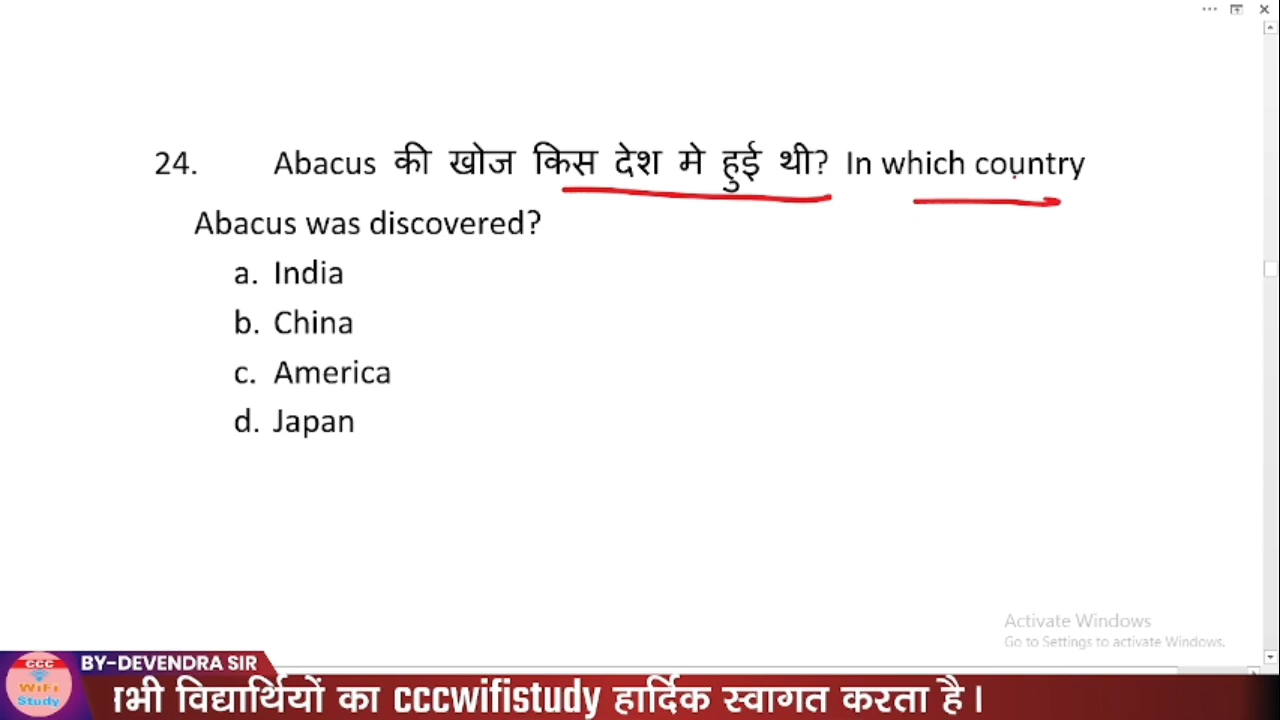 24. Abacus की खोज किस देश मे हुई थी? In which country
Abacus was discovered?
a. India
b. China
c. America
d. Japan
Activate Windows
Go to Settings to activate Windows.
CCC
WiFi
Study
BY-DEVENDRA SIR
विद्यार्थियों का cccwifistudy हार्दिक स्वागत करता है।